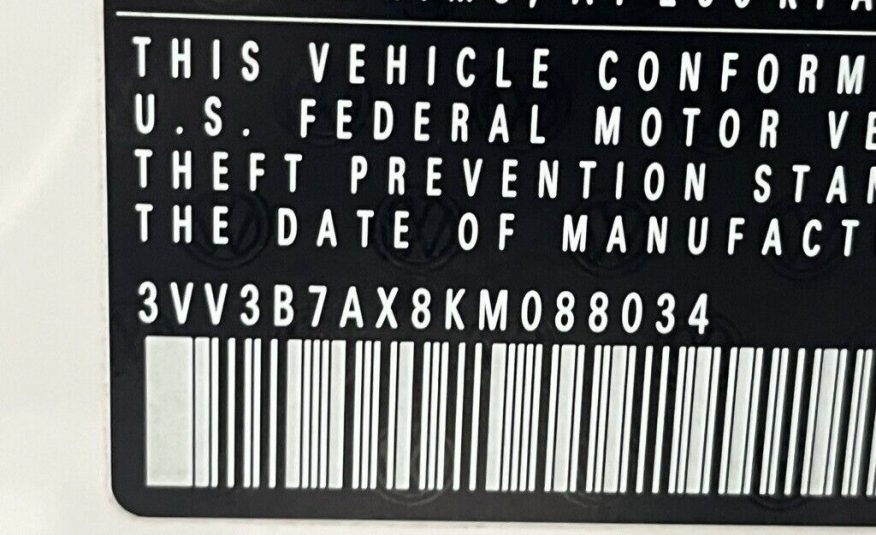 THIS VEHICLE CONFORM
U.S. FEDERAL MOTOR VE
THEFT PREVENTION STAN
THE DATE OF MANUFACT
3VV3B7AX8KM088034